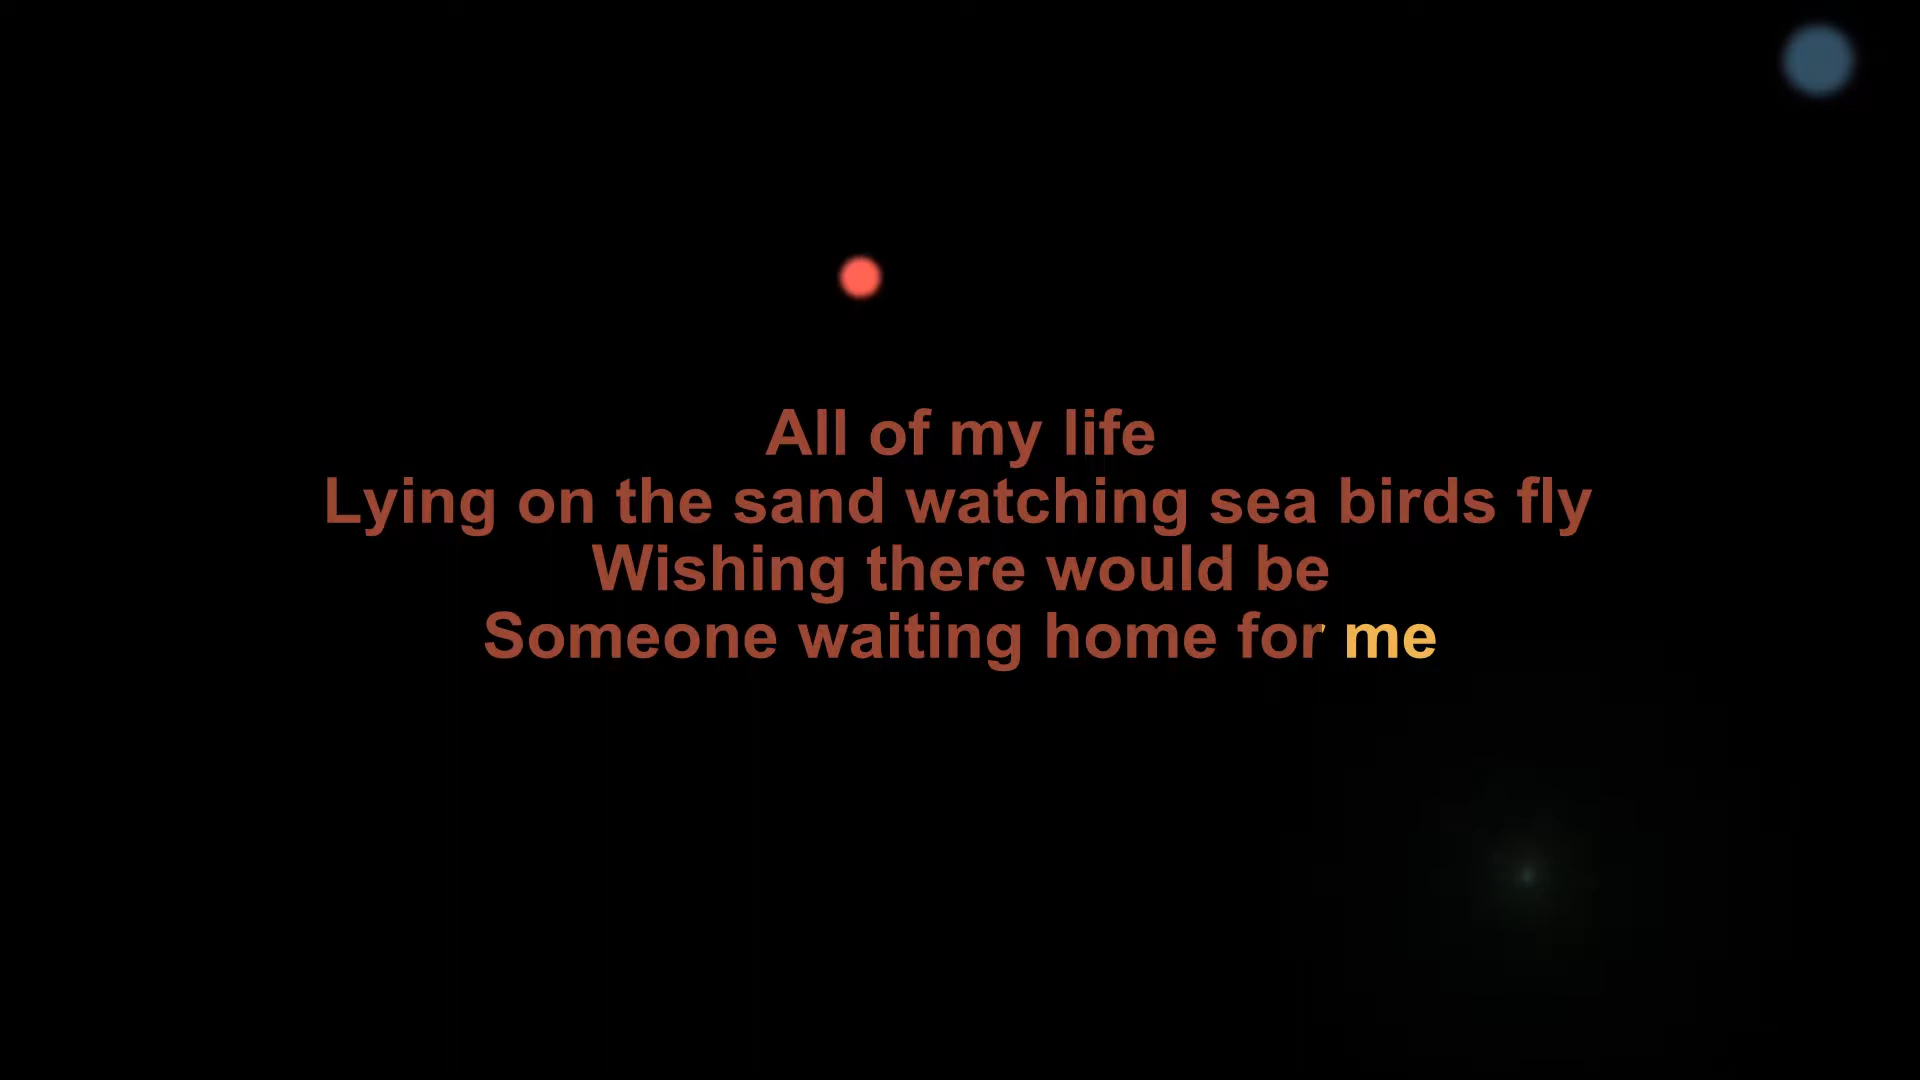 All of my life
Lying on the sand watching sea birds fly
Wishing there would be
Someone waiting home for me